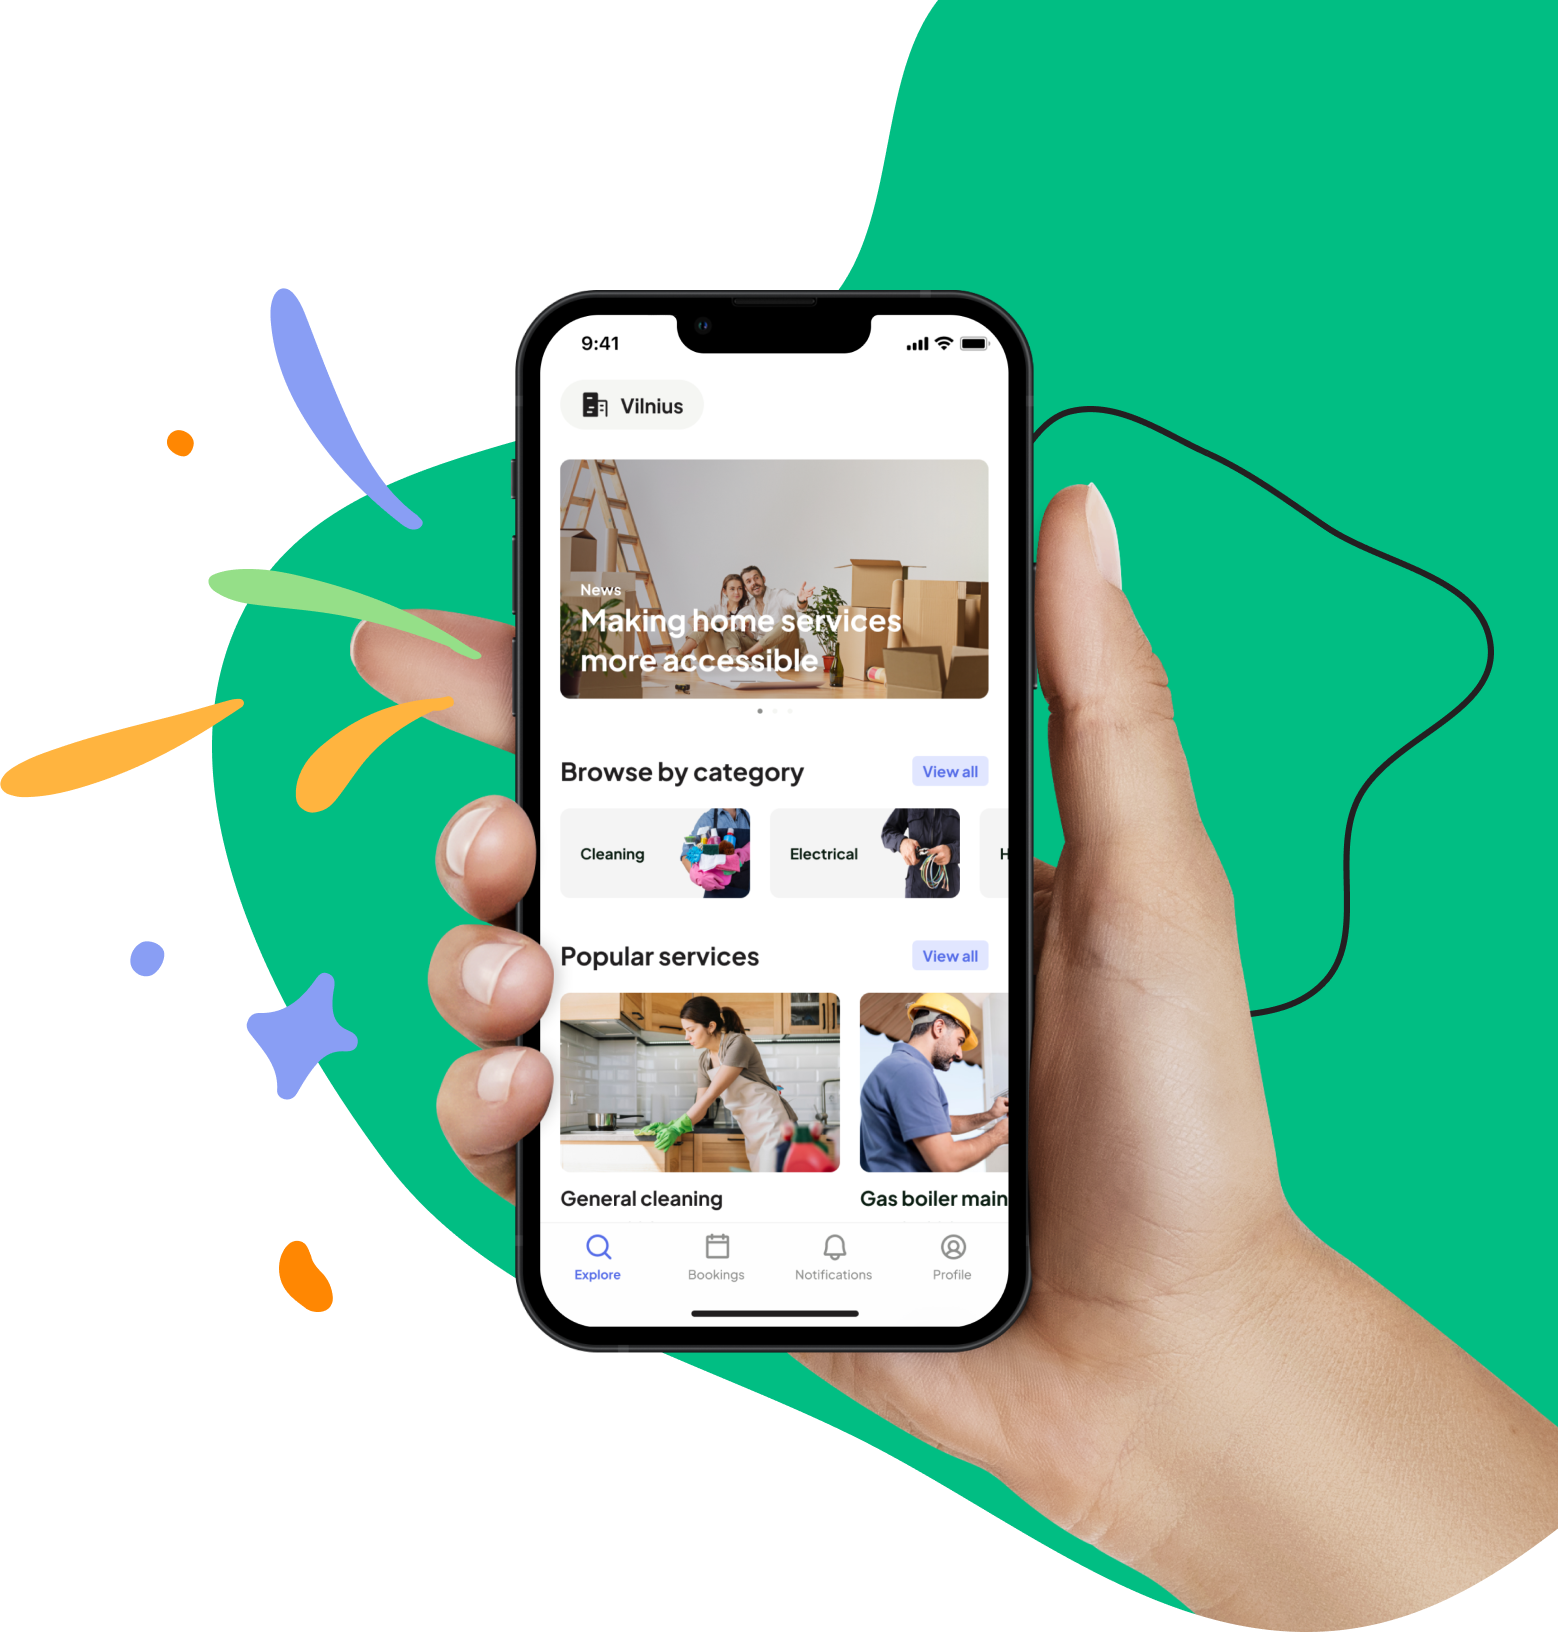 9:41
Vilnius
News
Making home services
more accessible
Browse by category
View all
Cleaning
Electrical
H
Popular services
View all
General cleaning
Gas boiler main
Explore
Bookings
Notifications
Profile